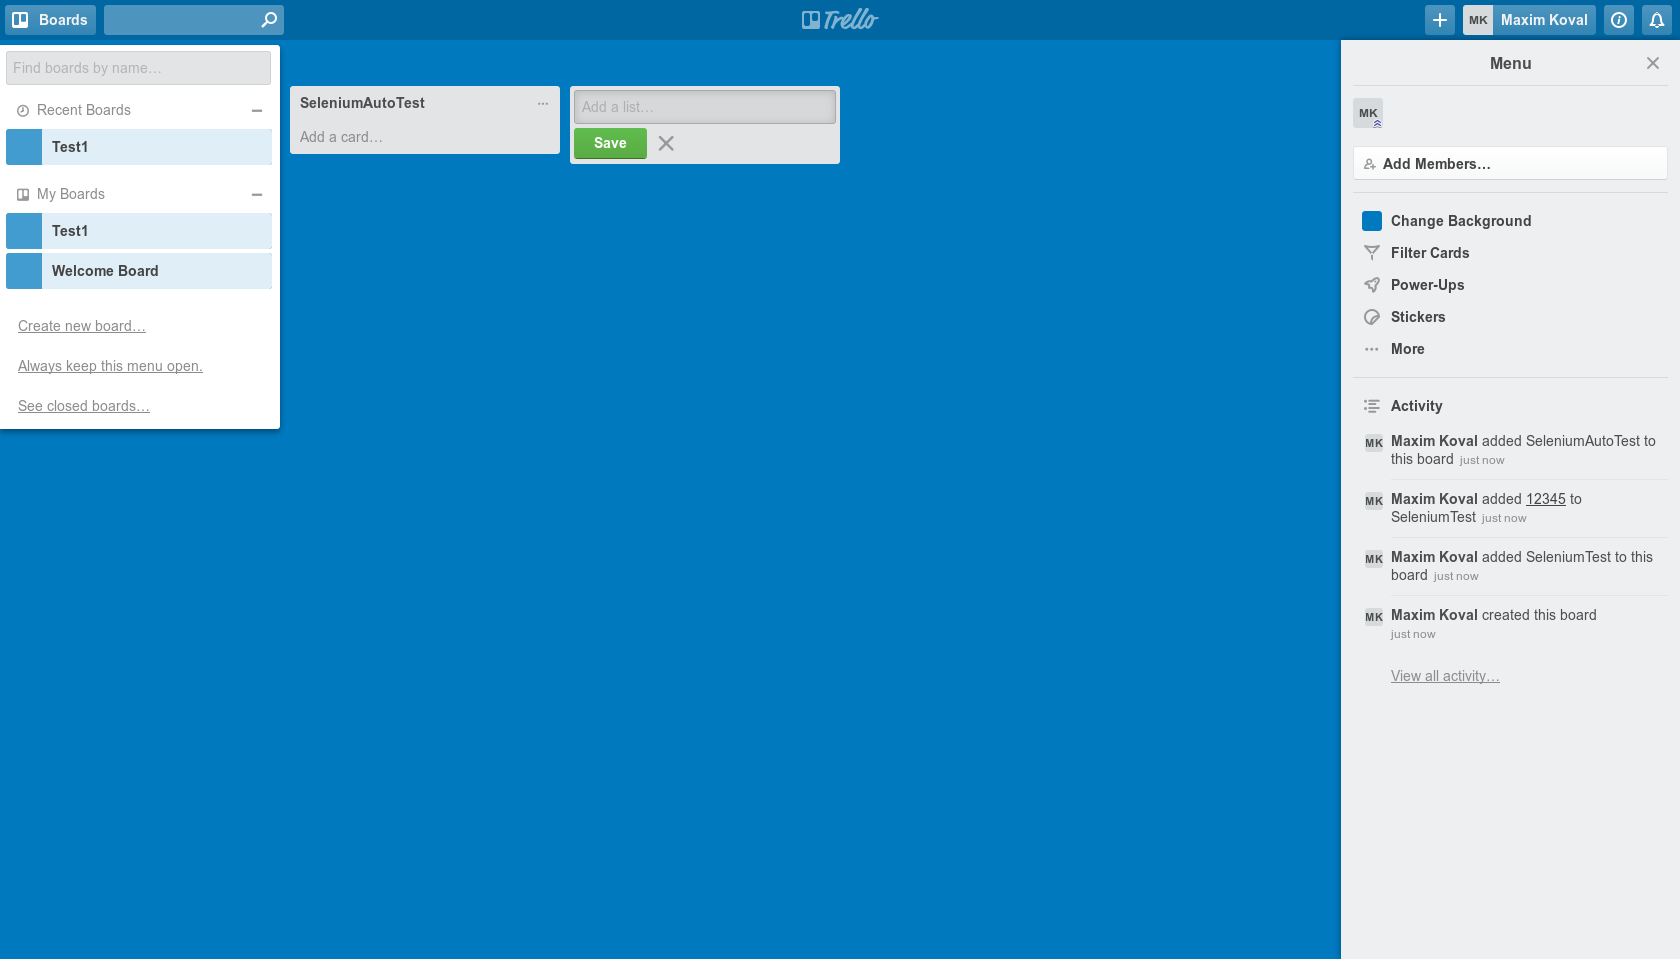 Boards
Trello
MK
Maxim Koval
Find boards by name…
Recent Boards
Test1
My Boards
Test1
Welcome Board
Create new board…
Always keep this menu open.
See closed boards…
SeleniumAutoTest
Add a card…
Add a list…
Save
Menu
MK
Add Members…
Change Background
Filter Cards
Power-Ups
Stickers
More
Activity
MK
Maxim Koval added SeleniumAutoTest to
this board just now
MK
Maxim Koval added 12345 to
SeleniumTest just now
MK
Maxim Koval added SeleniumTest to this
board just now
MK
Maxim Koval created this board
just now
View all activity…